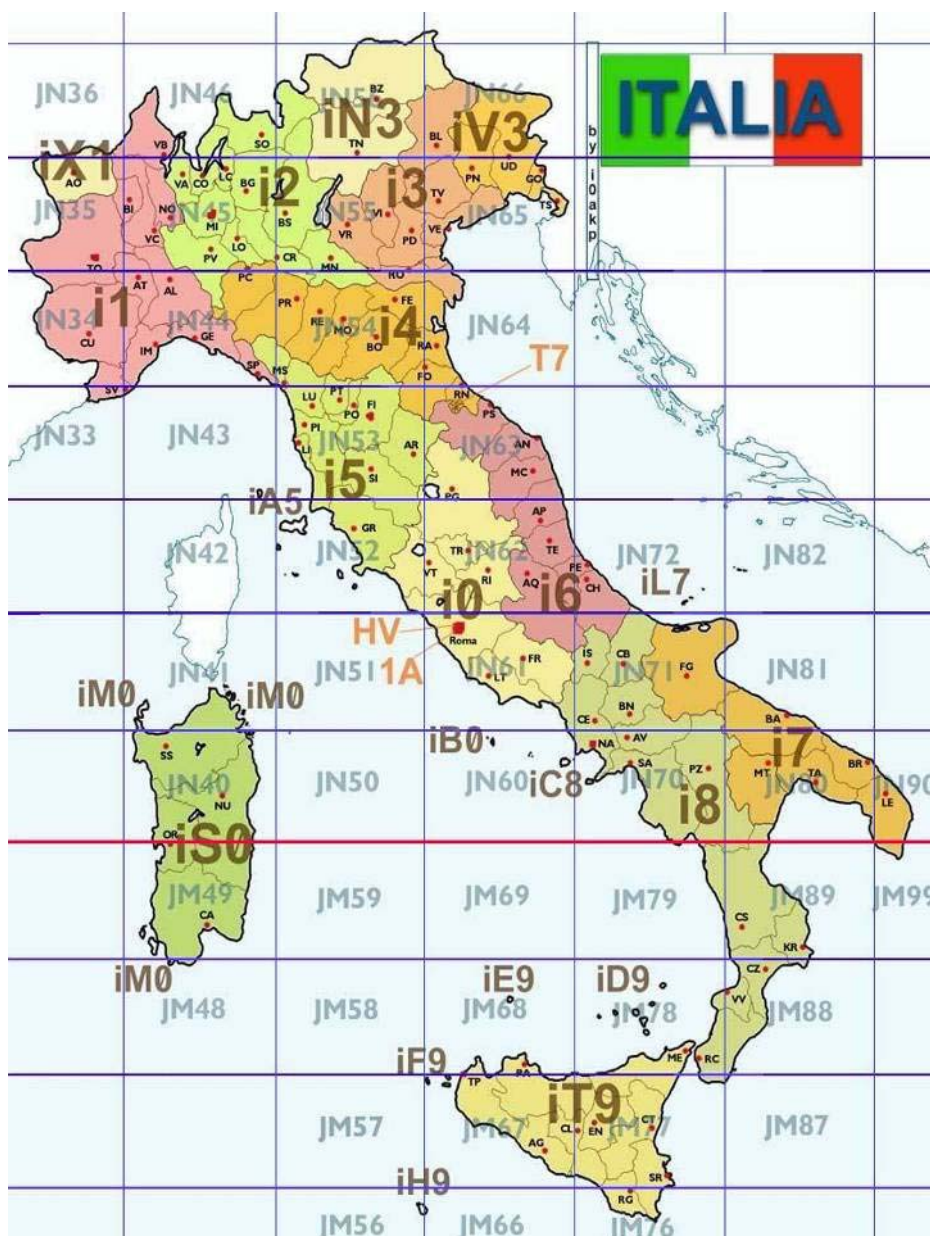 ITALIA
by i0akp
JN36
JN46
JN56
JN66
BZ
iN3
iV3
SO
TN
BL
VB
UD
iX1
AO
VA
CO
LC
PN
GO
BG
i2
i3
TS
JN35
BI
NO
JN45
MI
BS
JN55
VI
TV
JN65
VC
LO
VR
PD
VE
PV
CR
MN
TO
PC
RO
AT
AL
i1
PR
FE
JN34
JN44
RE
MO
JN54
i4
JN64
CU
IM
GE
BO
RA
T7
SP
MS
FO
SV
RN
LU
PT
PO
FI
PS
JN33
JN43
PI
JN53
JN63
AN
LI
AR
MC
i5
SI
PG
iA5
AP
GR
JN42
JN52
TR
JN62
TE
JN72
JN82
VT
RI
AQ
PE
CH
iL7
i0
i6
HV
Roma
1A
JN41
JN51
JN61
FR
LT
IS
CB
JN71
FG
JN81
iM0
iM0
BN
CE
BA
iB0
NA
AV
i7
SS
SA
PZ
MT
TA
BR
JN40
JN50
JN60
iC8
JN70
JN80
JN90
NU
i8
LE
OR
iS0
JM49
JM59
JM69
JM79
JM89
JM99
CA
CS
KR
iM0
iE9
iD9
CZ
VV
JM48
JM58
JM68
JM78
JM88
iF9
ME
RC
TP
PA
iT9
JM57
JM67
CL
EN
JM77
CT
JM87
AG
iH9
SR
RG
JM56
JM66
JM76